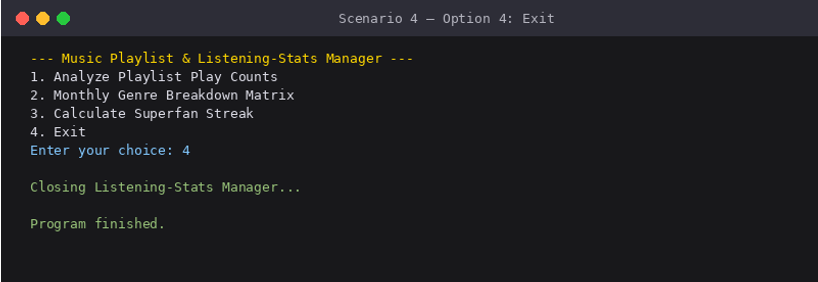 Scenario 4 — Option 4: Exit
--- Music Playlist & Listening-Stats Manager ---
1. Analyze Playlist Play Counts
2. Monthly Genre Breakdown Matrix
3. Calculate Superfan Streak
4. Exit
Enter your choice: 4
Closing Listening-Stats Manager...
Program finished.